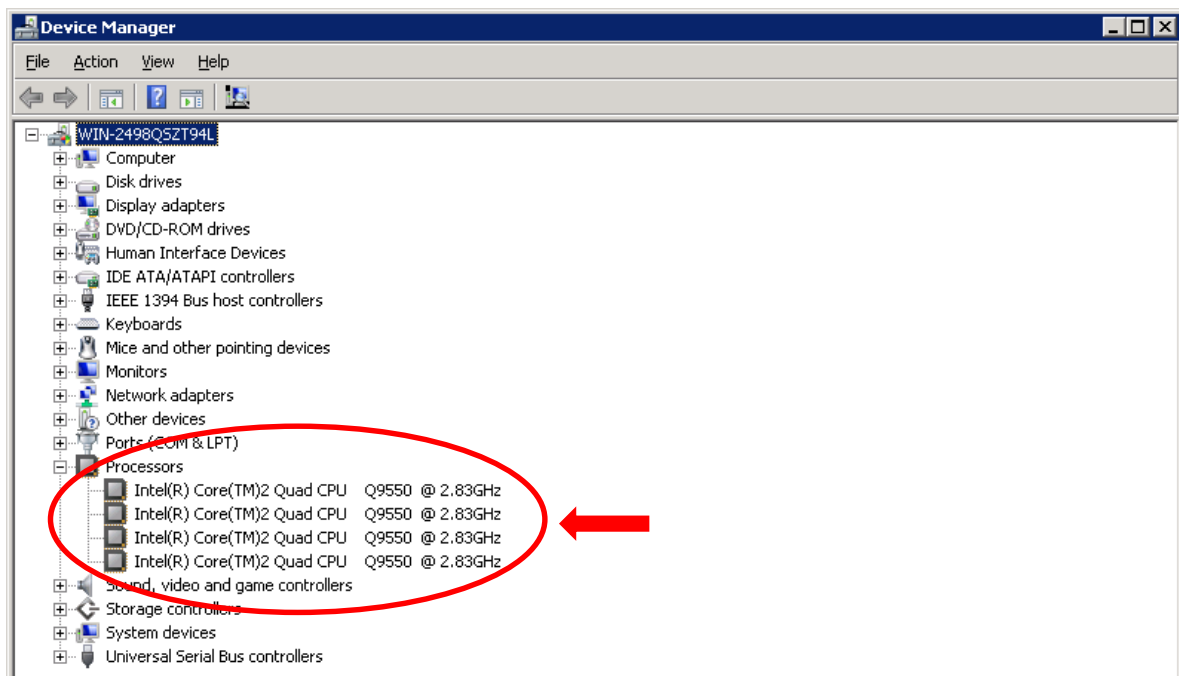 Device Manager
File Action View Help
WIN-2498QSZT94L
Computer
Disk drives
Display adapters
DVD/CD-ROM drives
Human Interface Devices
IDE ATA/ATAPI controllers
IEEE 1394 Bus host controllers
Keyboards
Mice and other pointing devices
Monitors
Network adapters
Other devices
Ports (COM & LPT)
Processors
Intel(R) Core(TM)2 Quad CPU Q9550 @ 2.83GHz
Intel(R) Core(TM)2 Quad CPU Q9550 @ 2.83GHz
Intel(R) Core(TM)2 Quad CPU Q9550 @ 2.83GHz
Intel(R) Core(TM)2 Quad CPU Q9550 @ 2.83GHz
Sound, video and game controllers
Storage controllers
System devices
Universal Serial Bus controllers